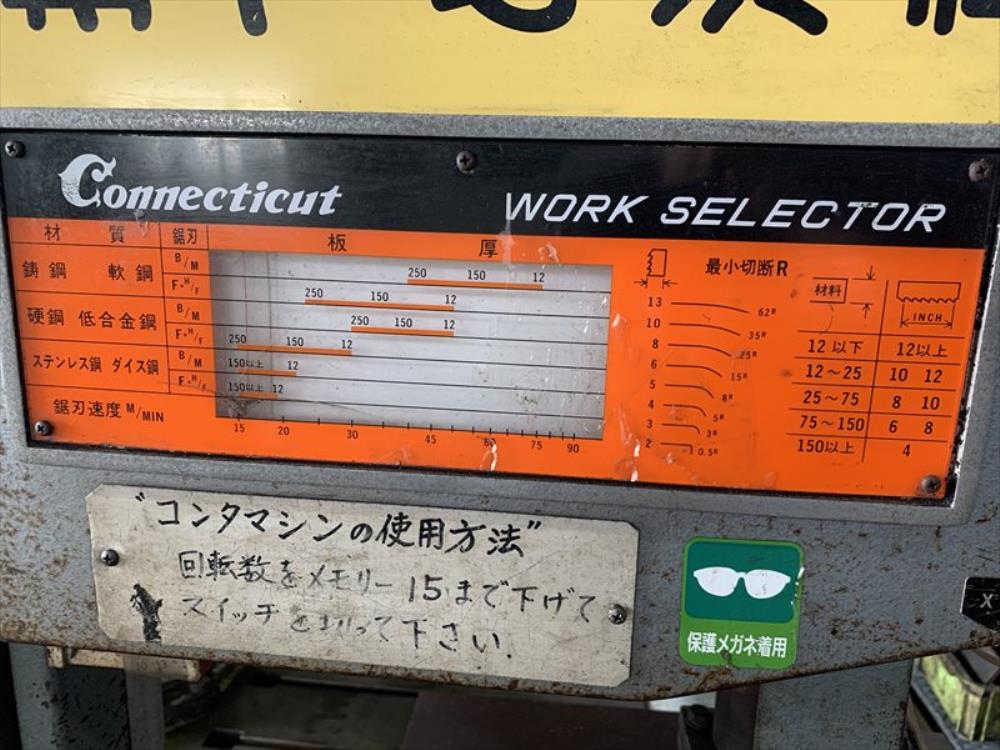 Connecticut
WORK SELECTOR
材質 鋸刃 板厚
鋳鋼 軟鋼
B/M 250 150 12
F・H/F 250 150 12
硬鋼 低合金鋼
B/M 250 150 12
F・H/F 250 150 12
ステンレス鋼 ダイス鋼
B/M 150以上 12
F・H/F 150以上 12
鋸刃速度 M/MIN
15 20 30 45 60 75 90
最小切断R
13 62R
10 35R
8 25R
6 15R
5 8R
4 5R
3 3R
2 0.5R
材料 INCH
12以下 12以上
12～25 10 12
25～75 8 10
75～150 6 8
150以上 4
"コンタマシンの使用方法"
回転数をメモリー15まで下げて
スイッチを切って下さい.
保護メガネ着用
X